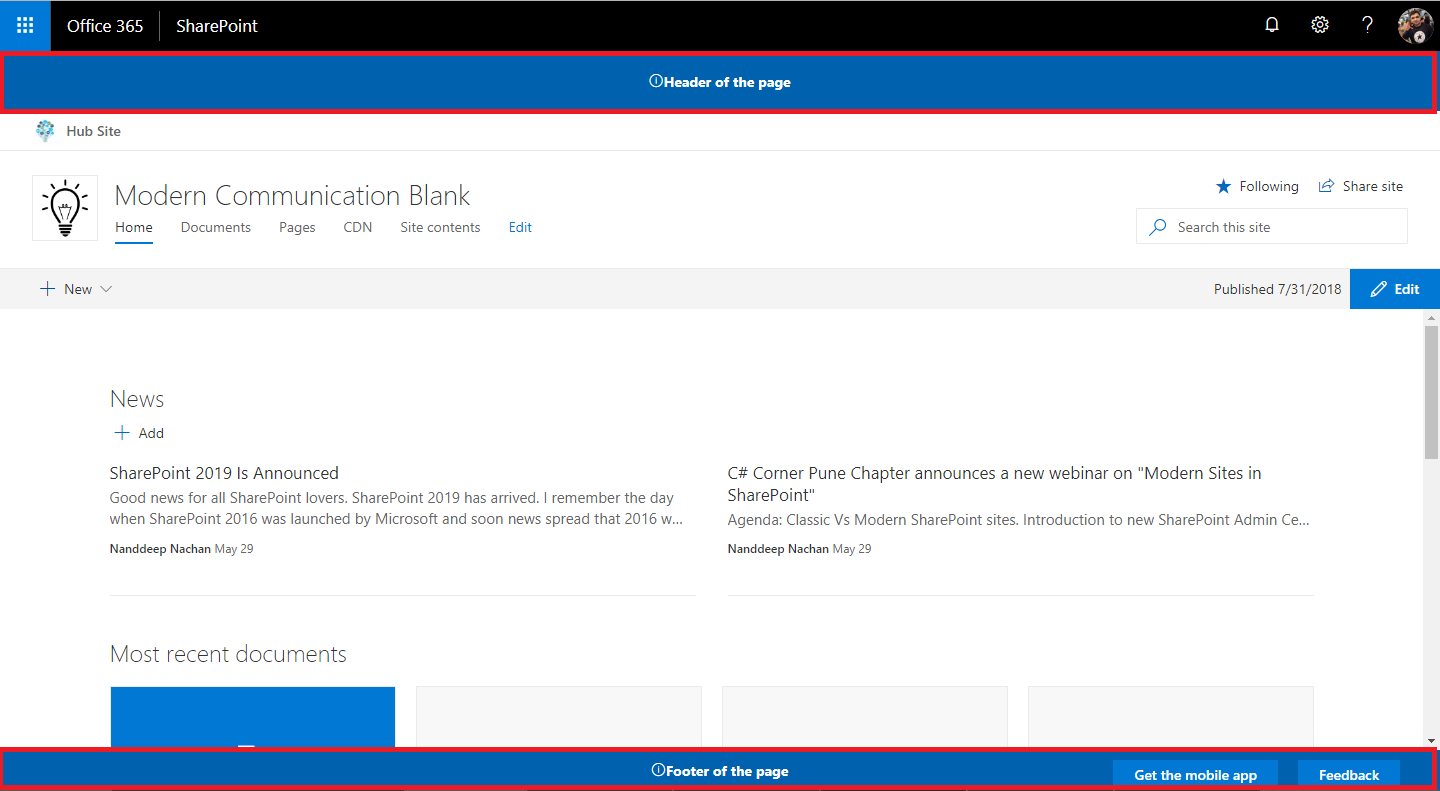 Office 365 SharePoint
Header of the page
Hub Site
Modern Communication Blank
Following Share site
Home Documents Pages CDN Site contents Edit
Search this site
New
Published 7/31/2018 Edit
News
Add
SharePoint 2019 Is Announced
Good news for all SharePoint lovers. SharePoint 2019 has arrived. I remember the day
when SharePoint 2016 was launched by Microsoft and soon news spread that 2016 w...
Nanddeep Nachan May 29
C# Corner Pune Chapter announces a new webinar on "Modern Sites in
SharePoint"
Agenda: Classic Vs Modern SharePoint sites. Introduction to new SharePoint Admin Ce...
Nanddeep Nachan May 29
Most recent documents
Footer of the page
Get the mobile app Feedback